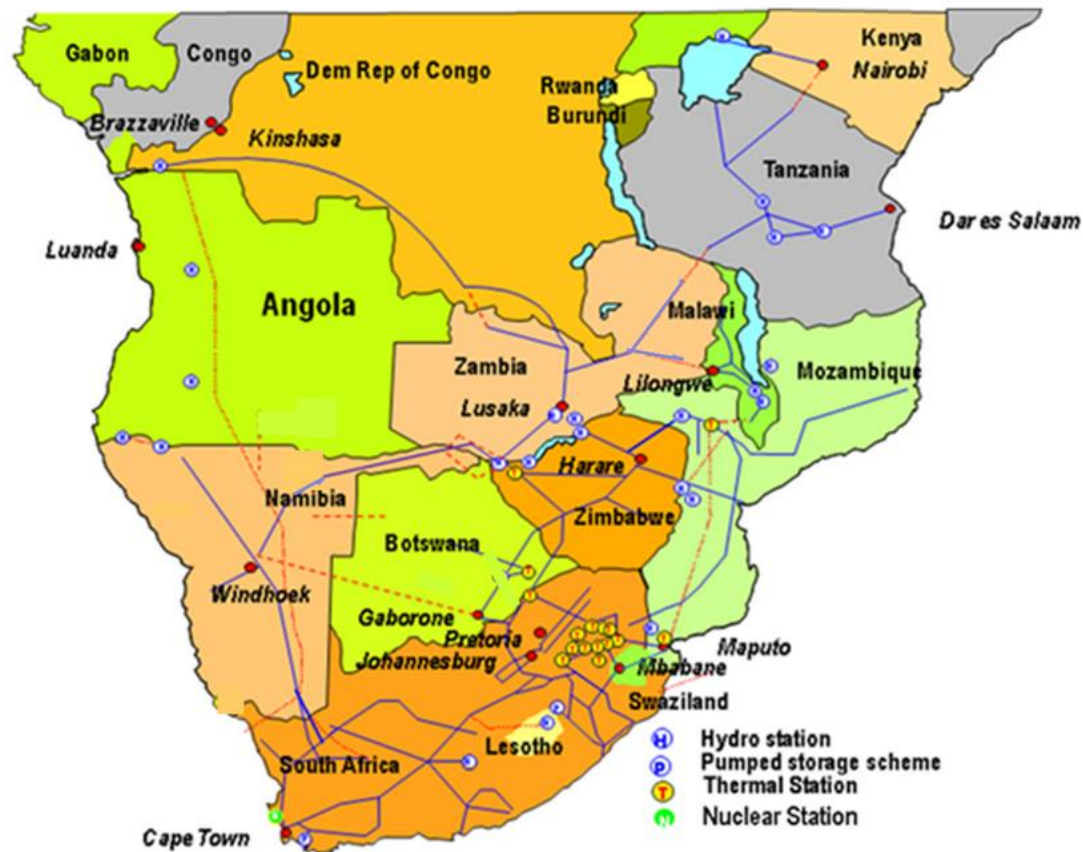 Gabon
Congo
Kenya
Dem Rep of Congo
Nairobi
Rwanda
Brazzaville
Burundi
Kinshasa
Tanzania
Dar es Salaam
Luanda
Angola
Malawi
Zambia
Mozambique
Lilongwe
Lusaka
Harare
Namibia
Zimbabwe
Botswana
Windhoek
Gaborone
Pretoria
Johannesburg
Maputo
Mbabane
Swaziland
Lesotho
South Africa
Cape Town
H Hydro station
P Pumped storage scheme
T Thermal Station
N Nuclear Station